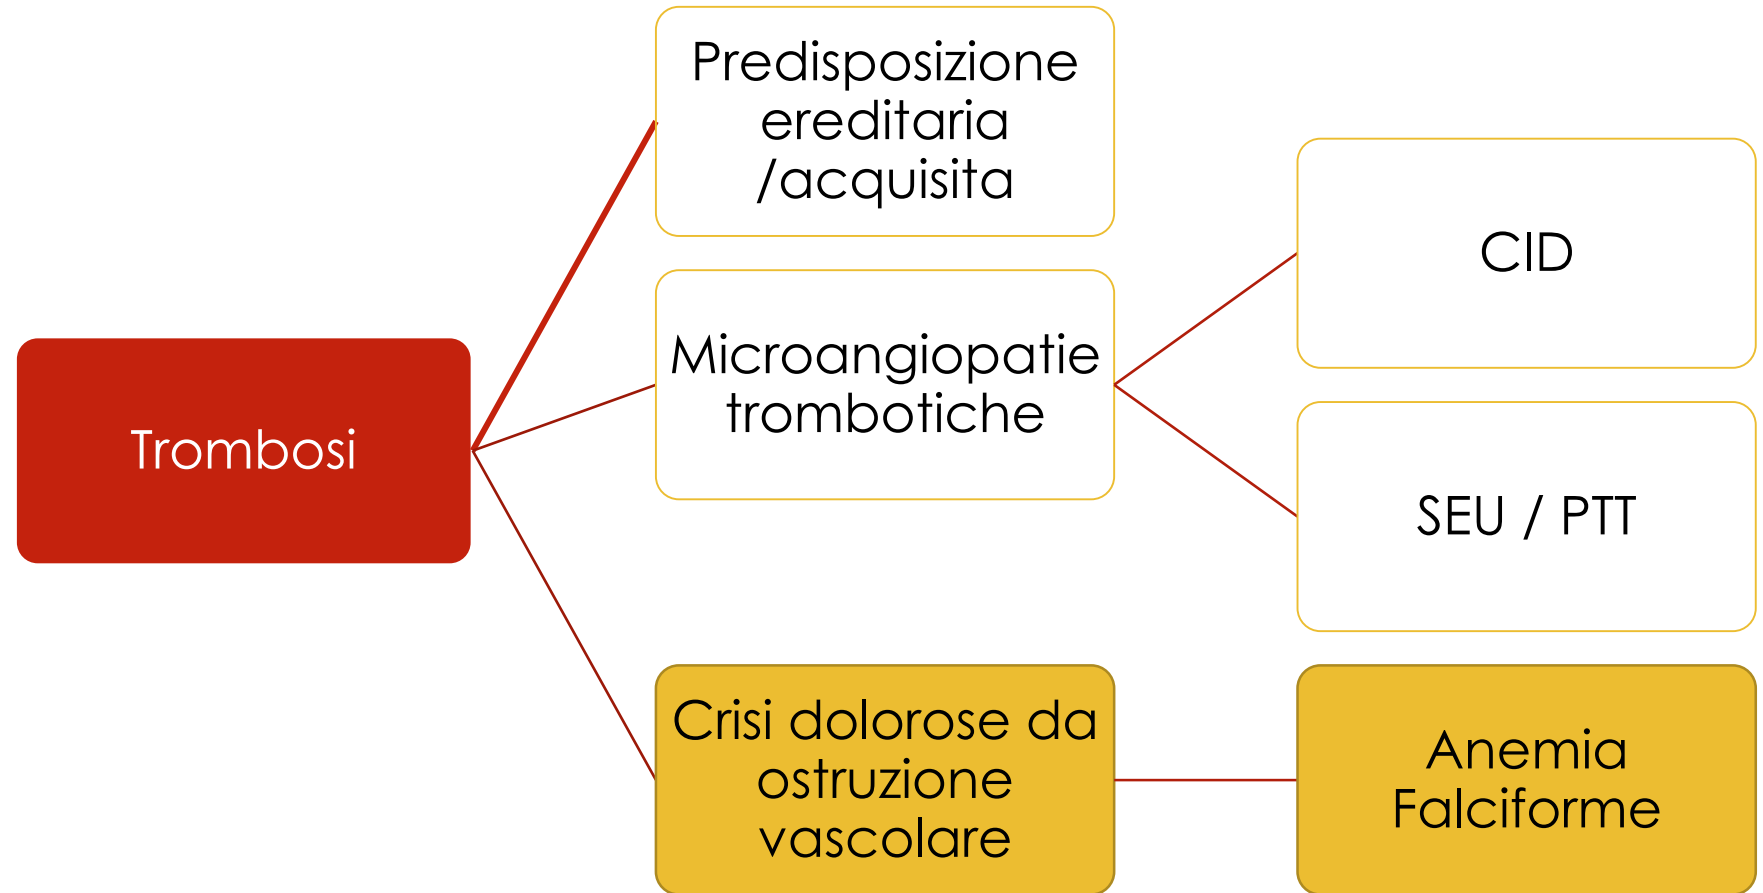 Trombosi
Predisposizione
ereditaria
/acquisita
Microangiopatie
trombotiche
Crisi dolorose da
ostruzione
vascolare
CID
SEU / PTT
Anemia
Falciforme